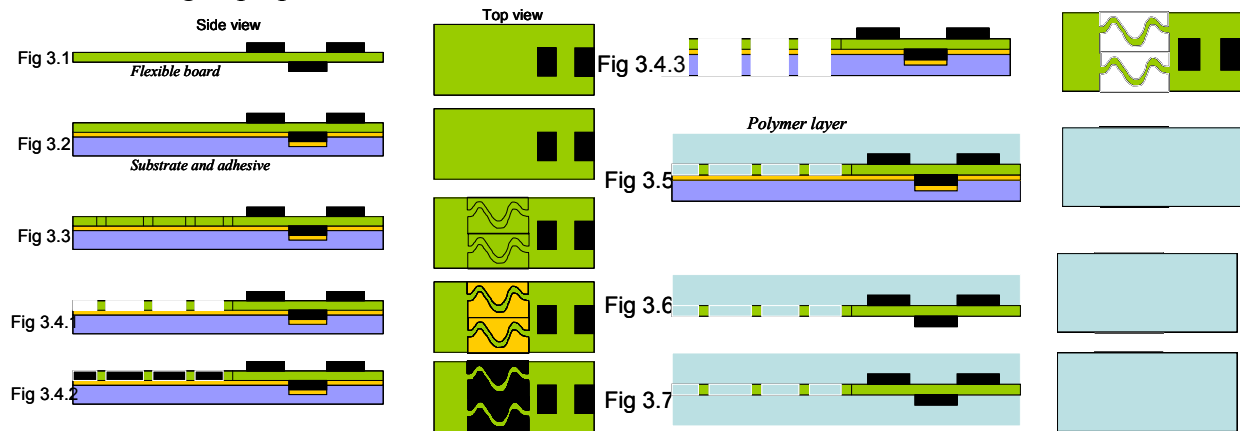 Side view
Top view
Fig 3.1
Flexible board
Fig 3.2
Substrate and adhesive
Fig 3.3
Fig 3.4.1
Fig 3.4.2
Fig 3.4.3
Polymer layer
Fig 3.5
Fig 3.6
Fig 3.7